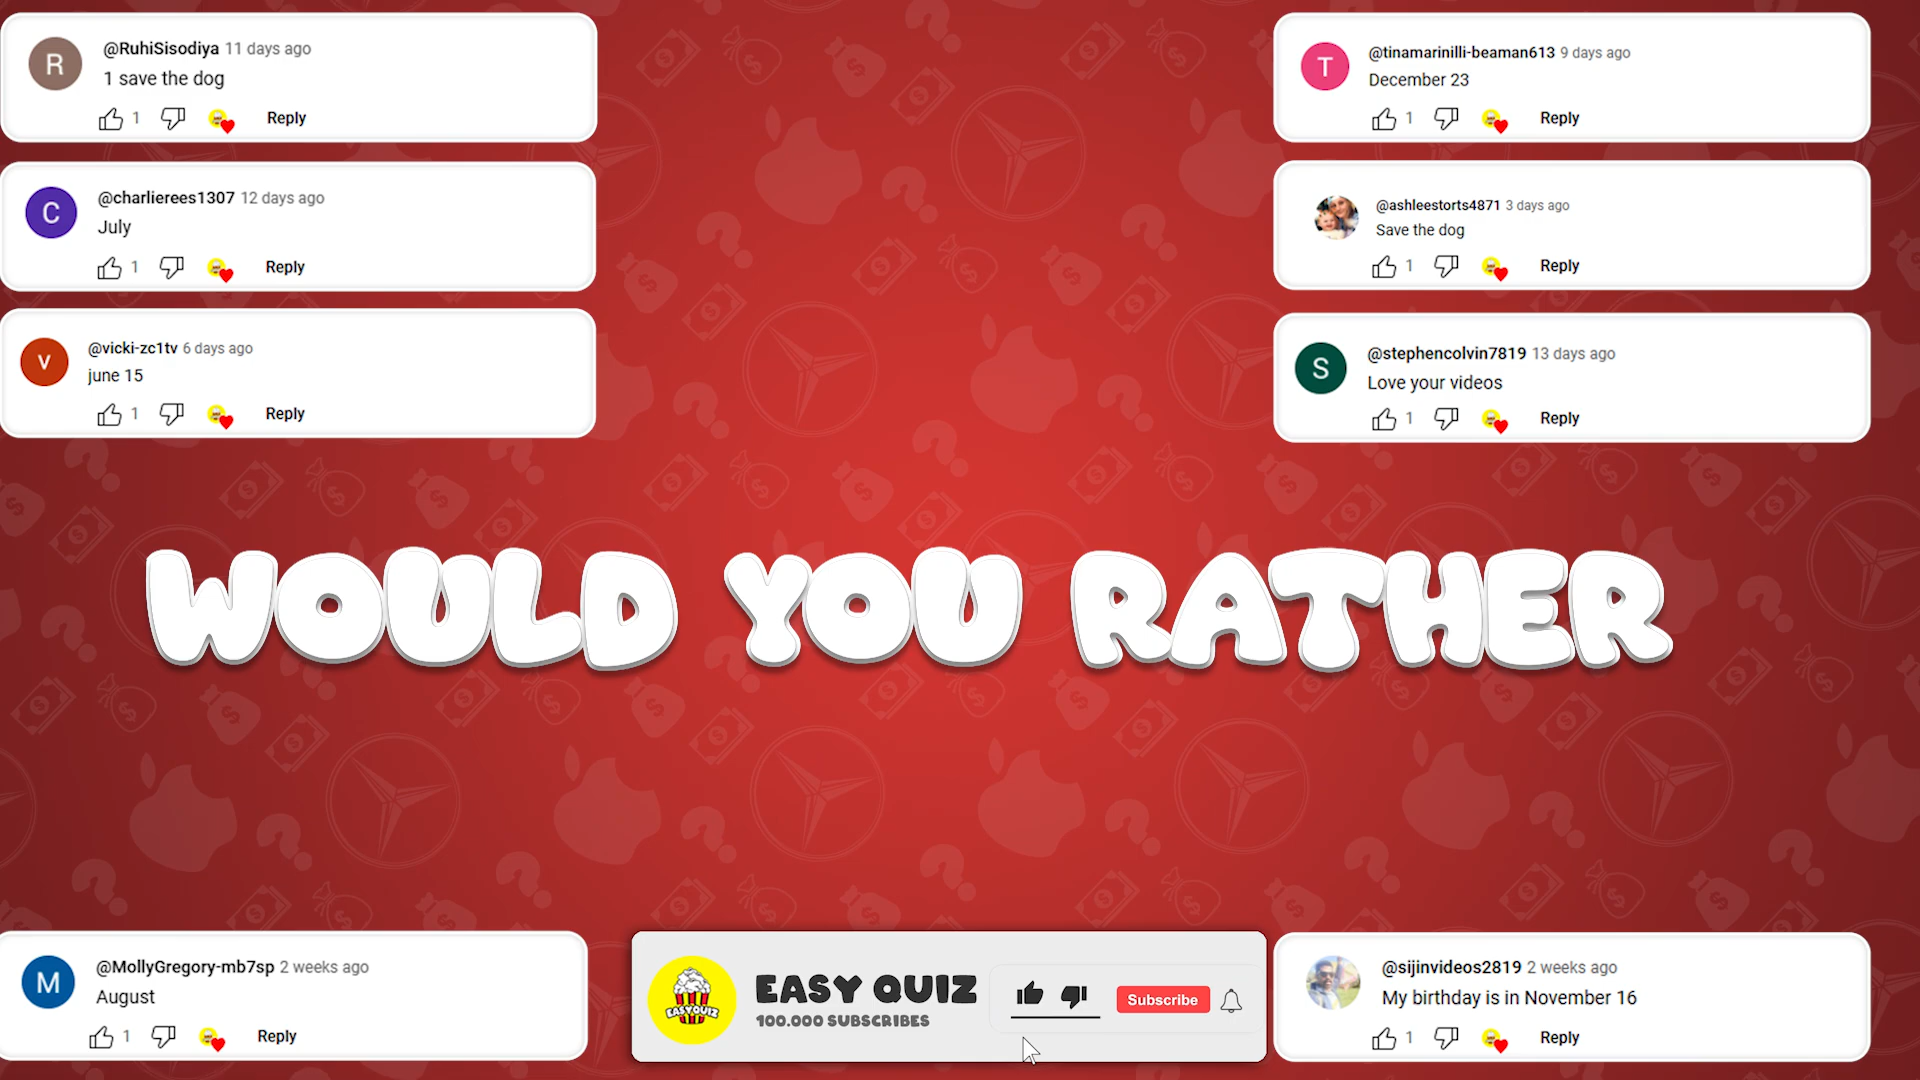 R
@RuhiSisodiya 11 days ago
1 save the dog
1 Reply
C
@charlierees1307 12 days ago
July
1 Reply
V
@vicki-zc1tv 6 days ago
june 15
1 Reply
T
@tinamarinilli-beaman613 9 days ago
December 23
1 Reply
@ashleestorts4871 3 days ago
Save the dog
1 Reply
S
@stephencolvin7819 13 days ago
Love your videos
1 Reply
WOULD YOU RATHER
M
@MollyGregory-mb7sp 2 weeks ago
August
1 Reply
EASYQUIZ
EASY QUIZ
100.000 SUBSCRIBES
Subscribe
@sijinvideos2819 2 weeks ago
My birthday is in November 16
1 Reply